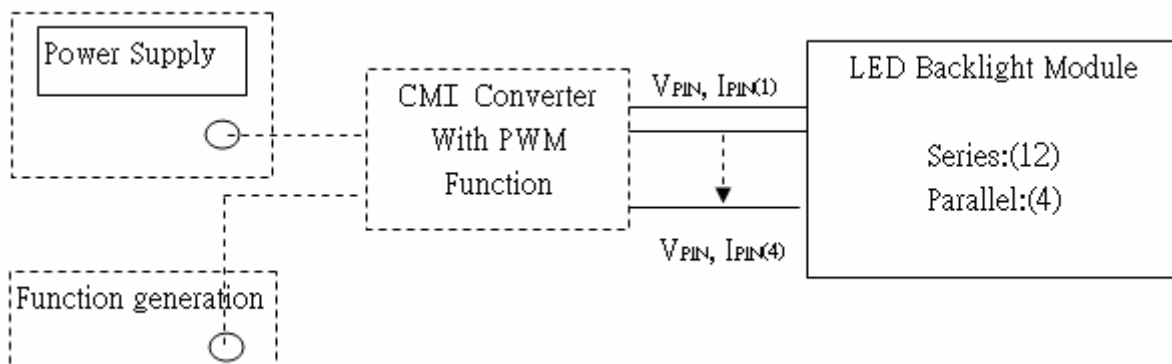 Power Supply
CMI Converter
With PWM
Function
VPIN, IPIN(1)
VPIN, IPIN(4)
LED Backlight Module
Series:(12)
Parallel:(4)
Function generation